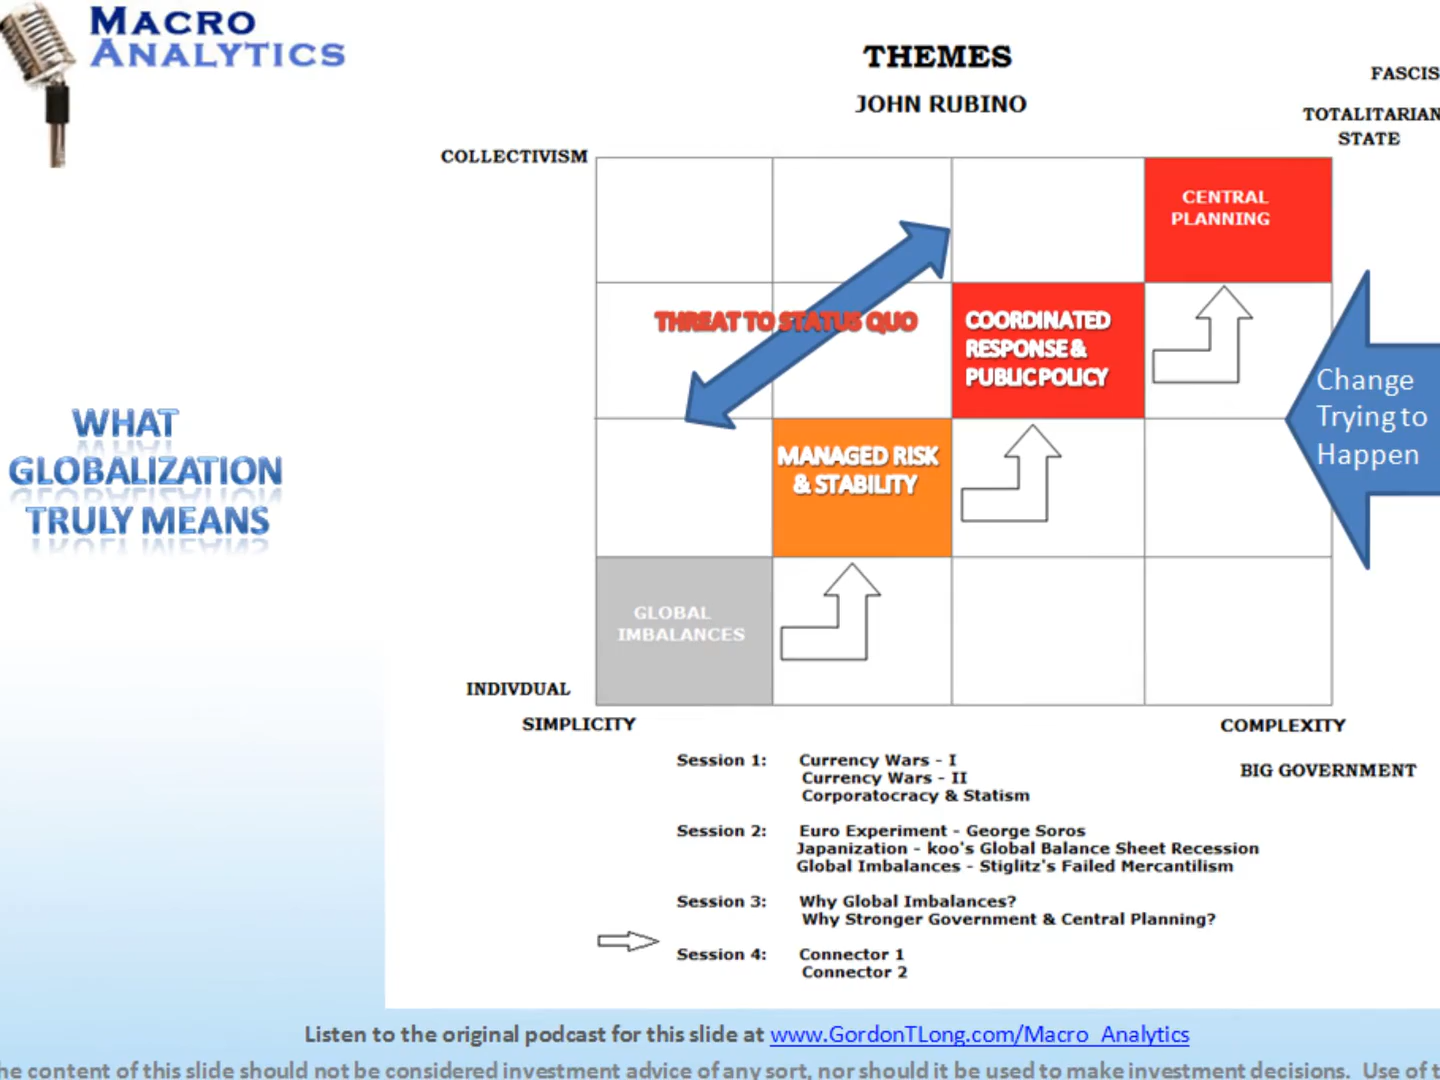 MACRO
ANALYTICS
THEMES
JOHN RUBINO
FASCIS
TOTALITARIAN
STATE
COLLECTIVISM
CENTRAL
PLANNING
THREAT TO STATUS QUO
COORDINATED
RESPONSE &
PUBLIC POLICY
Change
Trying to
Happen
WHAT
GLOBALIZATION
TRULY MEANS
MANAGED RISK
& STABILITY
GLOBAL
IMBALANCES
INDIVDUAL
SIMPLICITY
COMPLEXITY
BIG GOVERNMENT
Session 1: Currency Wars - I
Currency Wars - II
Corporatocracy & Statism
Session 2: Euro Experiment - George Soros
Japanization - koo's Global Balance Sheet Recession
Global Imbalances - Stiglitz's Failed Mercantilism
Session 3: Why Global Imbalances?
Why Stronger Government & Central Planning?
Session 4: Connector 1
Connector 2
Listen to the original podcast for this slide at www.GordonTLong.com/Macro_Analytics
he content of this slide should not be considered investment advice of any sort, nor should it be used to make investment decisions. Use of t